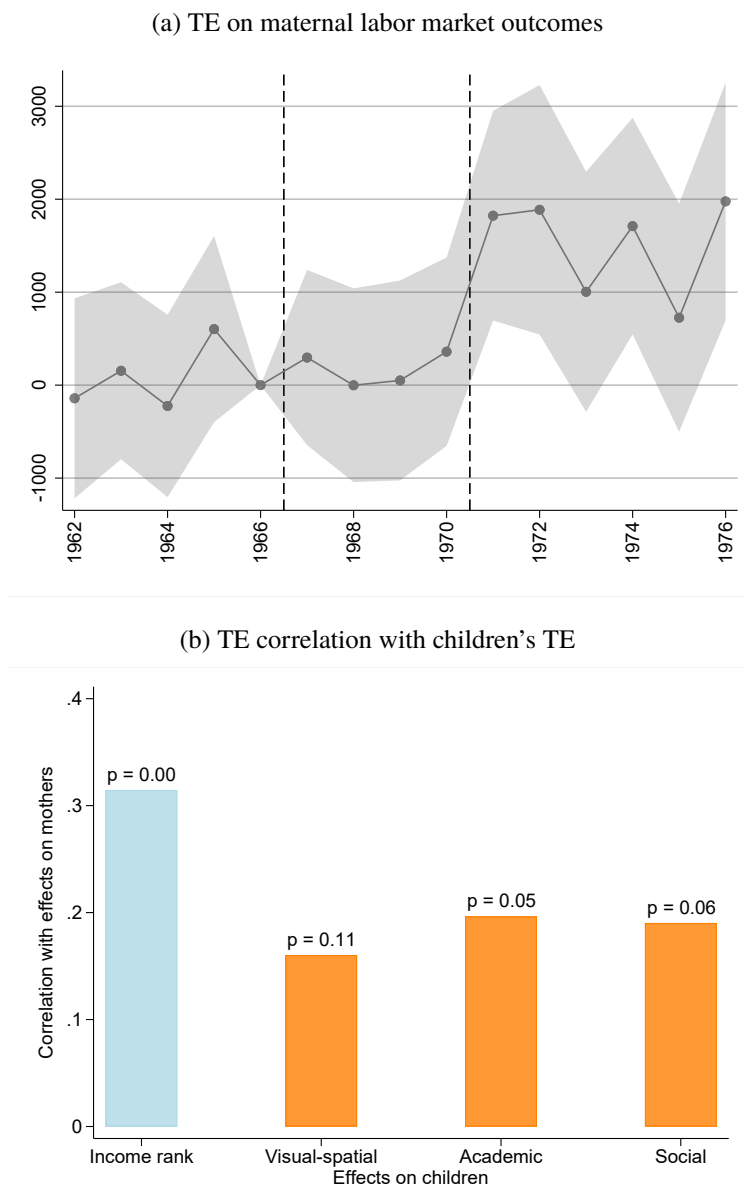 (a) TE on maternal labor market outcomes
3000
2000
1000
0
-1000
1962
1964
1966
1968
1970
1972
1974
1976
(b) TE correlation with children's TE
Correlation with effects on mothers
.4
.3
.2
.1
0
p = 0.00
p = 0.11
p = 0.05
p = 0.06
Income rank
Visual-spatial
Academic
Social
Effects on children